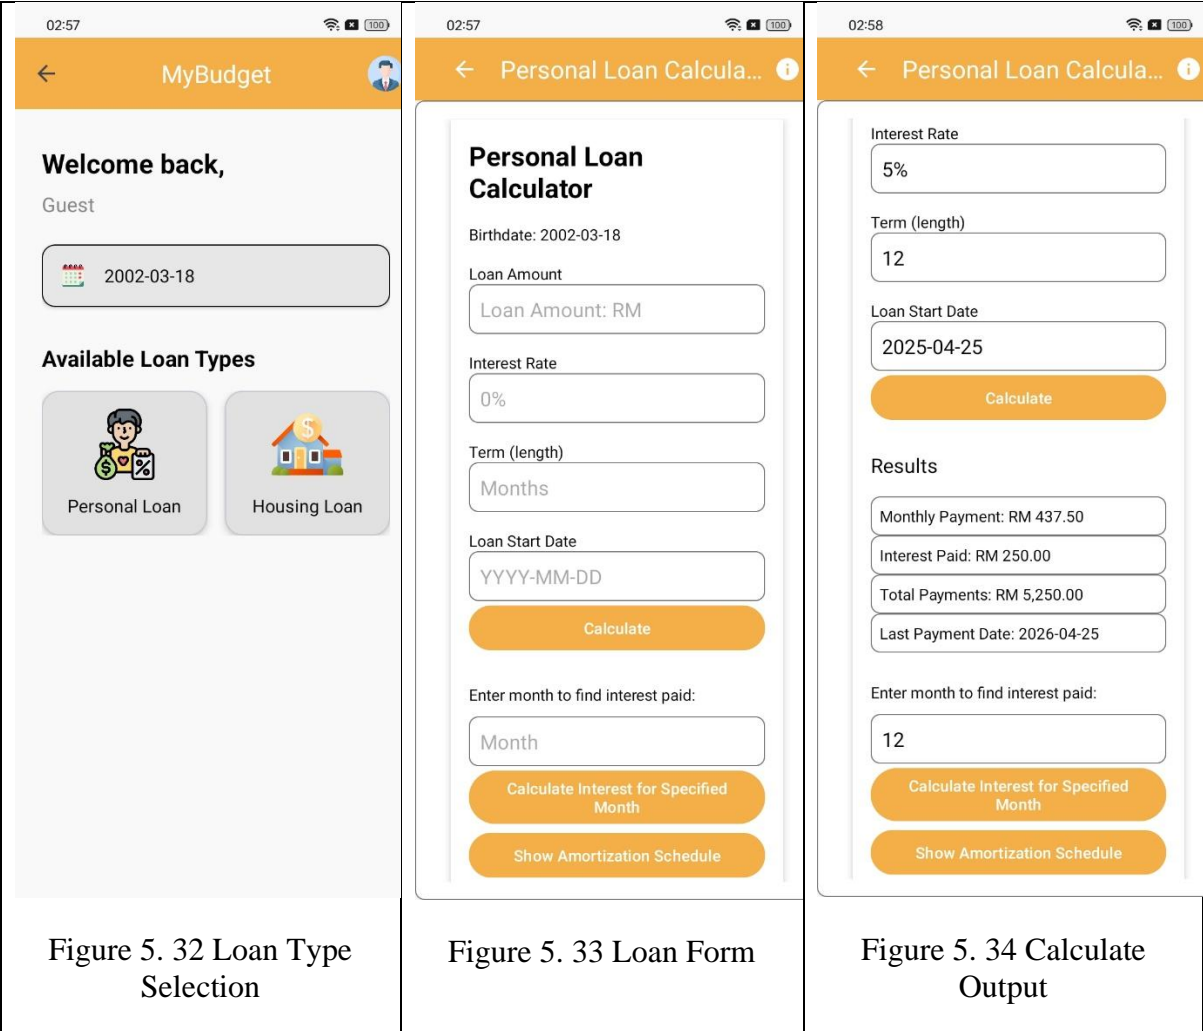 02:57
100
MyBudget
Welcome back,
Guest
2002-03-18
Available Loan Types
Personal Loan
Housing Loan
Figure 5. 32 Loan Type
Selection
02:57
100
Personal Loan Calcula...
Personal Loan
Calculator
Birthdate: 2002-03-18
Loan Amount
Loan Amount: RM
Interest Rate
0%
Term (length)
Months
Loan Start Date
YYYY-MM-DD
Calculate
Enter month to find interest paid:
Month
Calculate Interest for Specified
Month
Show Amortization Schedule
Figure 5. 33 Loan Form
02:58
100
Personal Loan Calcula...
Interest Rate
5%
Term (length)
12
Loan Start Date
2025-04-25
Calculate
Results
Monthly Payment: RM 437.50
Interest Paid: RM 250.00
Total Payments: RM 5,250.00
Last Payment Date: 2026-04-25
Enter month to find interest paid:
12
Calculate Interest for Specified
Month
Show Amortization Schedule
Figure 5. 34 Calculate
Output